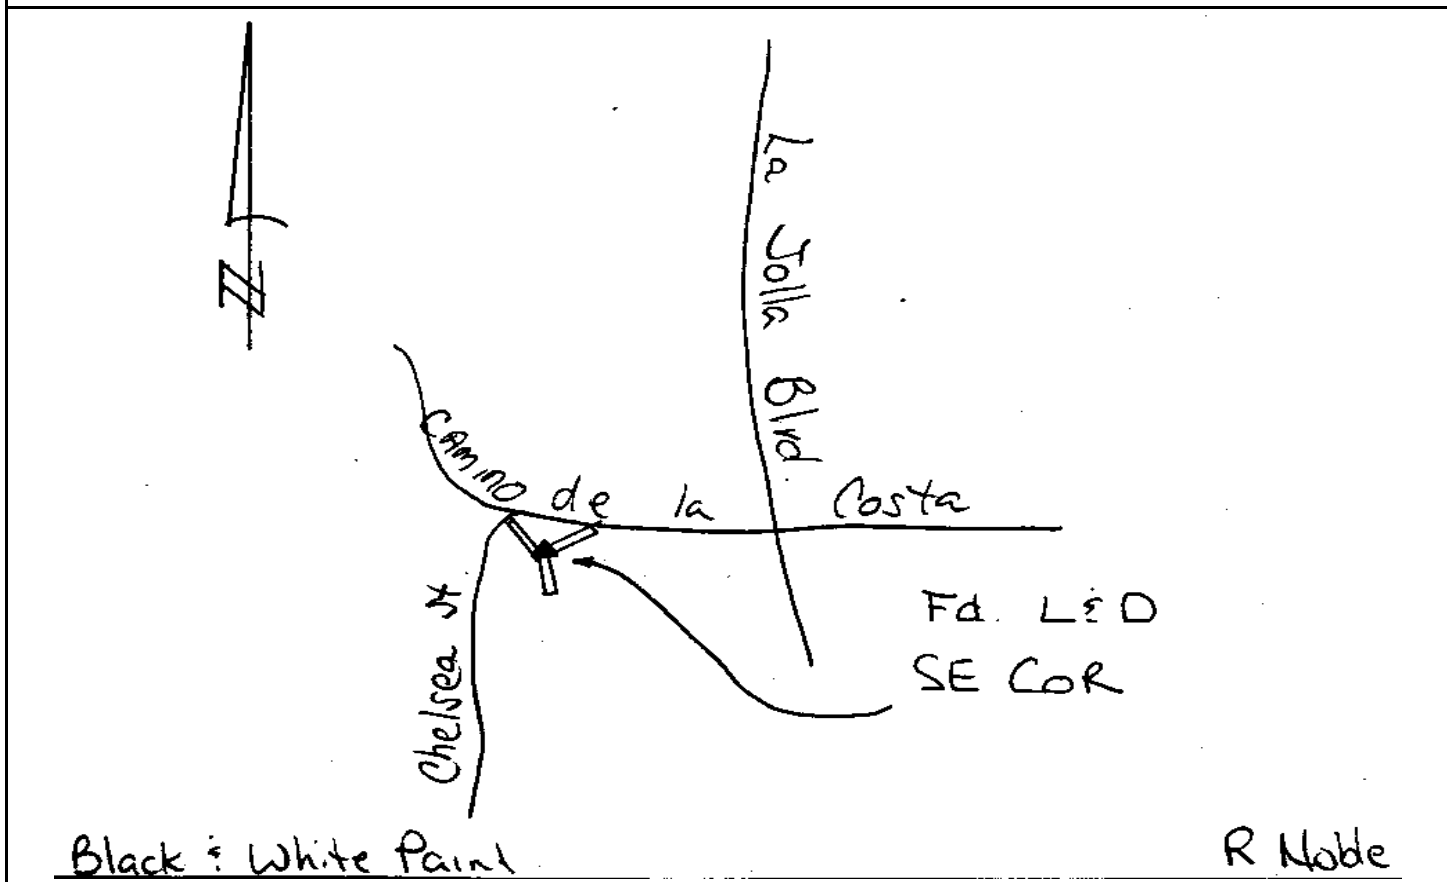 N
La Jolla Blvd
CAMINO de la Costa
Fd. L & D
SE COR
Chelsea St
Black & White Paint
R Noble